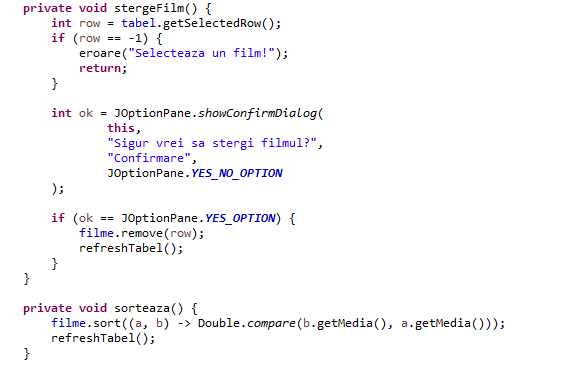 private void stergeFilm() {
    int row = tabel.getSelectedRow();
    if (row == -1) {
        eroare("Selecteaza un film!");
        return;
    }

    int ok = JOptionPane.showConfirmDialog(
            this,
            "Sigur vrei sa stergi filmul?",
            "Confirmare",
            JOptionPane.YES_NO_OPTION
    );

    if (ok == JOptionPane.YES_OPTION) {
        filme.remove(row);
        refreshTabel();
    }
}

private void sorteaza() {
    filme.sort((a, b) -> Double.compare(b.getMedia(), a.getMedia()));
    refreshTabel();
}